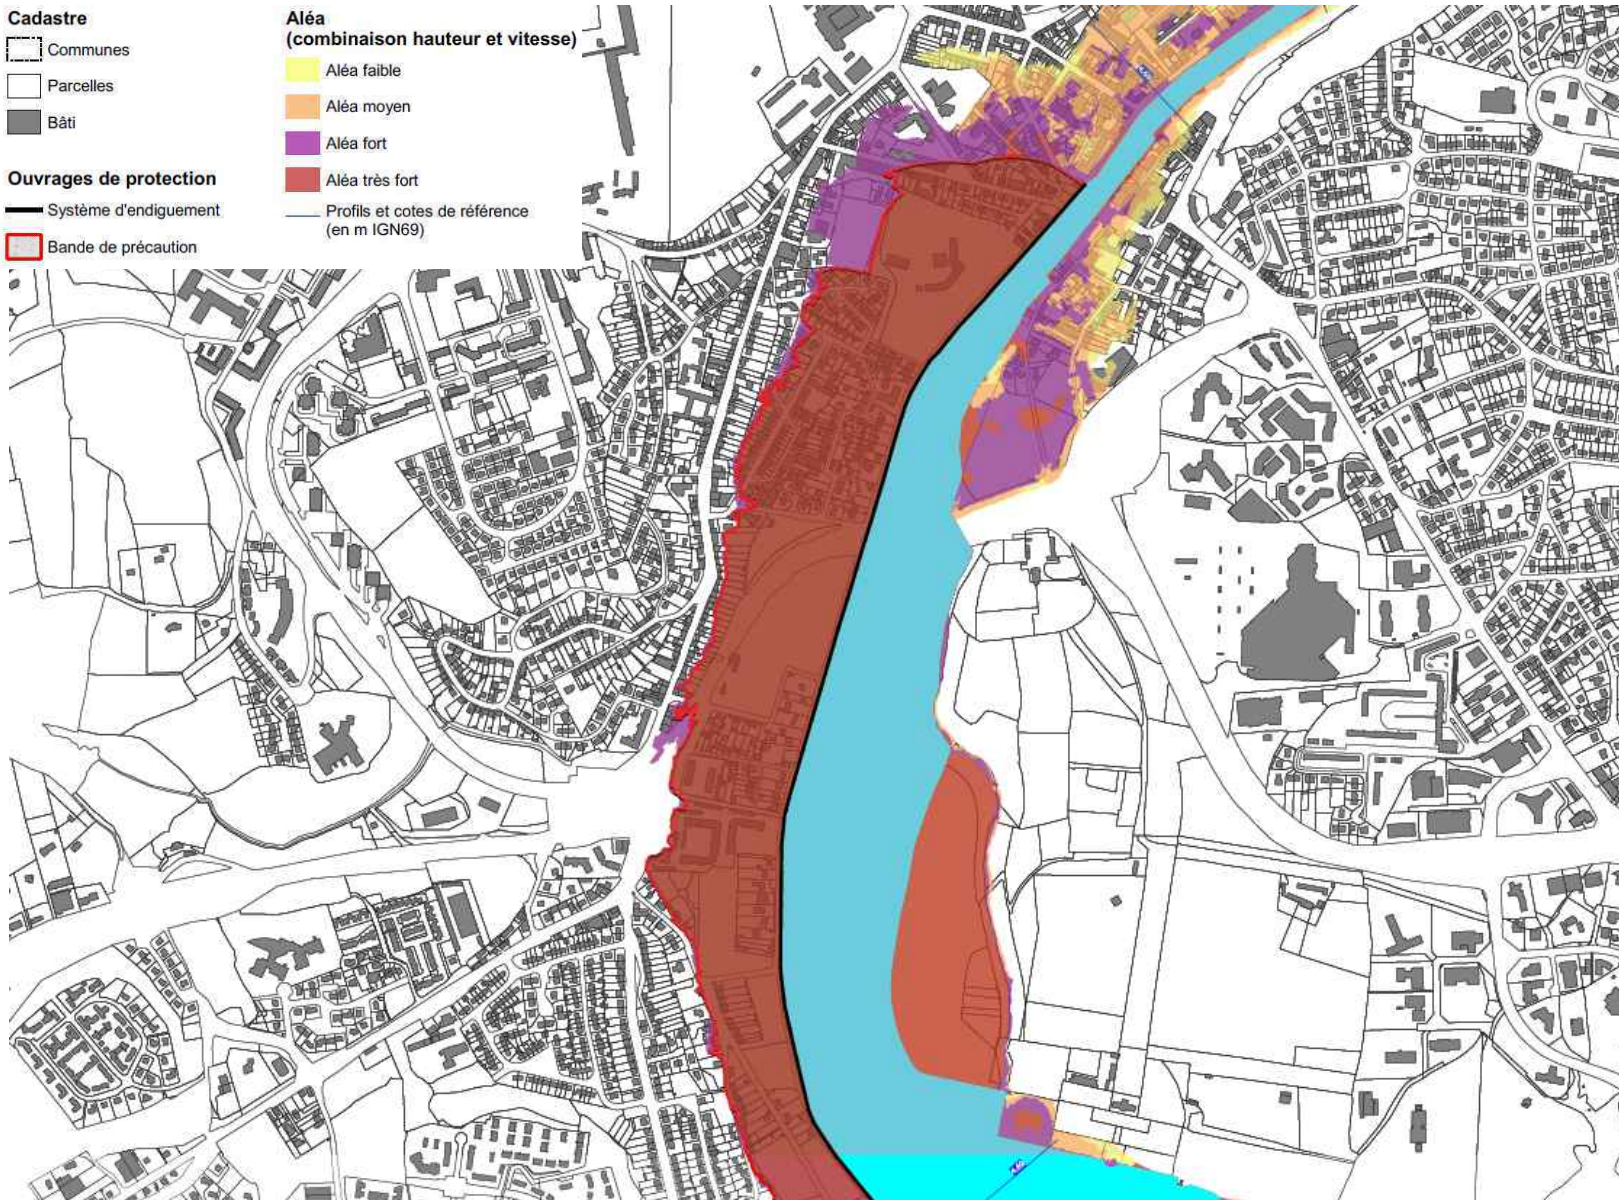 Cadastre
Communes
Parcelles
Bâti
Ouvrages de protection
Système d'endiguement
Bande de précaution
Aléa
(combinaison hauteur et vitesse)
Aléa faible
Aléa moyen
Aléa fort
Aléa très fort
Profils et cotes de référence
(en m IGN69)